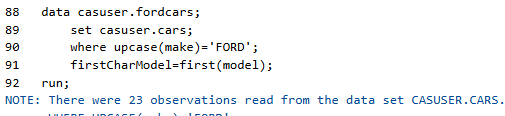 88 data casuser.fordcars;
89 set casuser.cars;
90 where upcase(make)='FORD';
91 firstCharModel=first(model);
92 run;
NOTE: There were 23 observations read from the data set CASUSER.CARS.